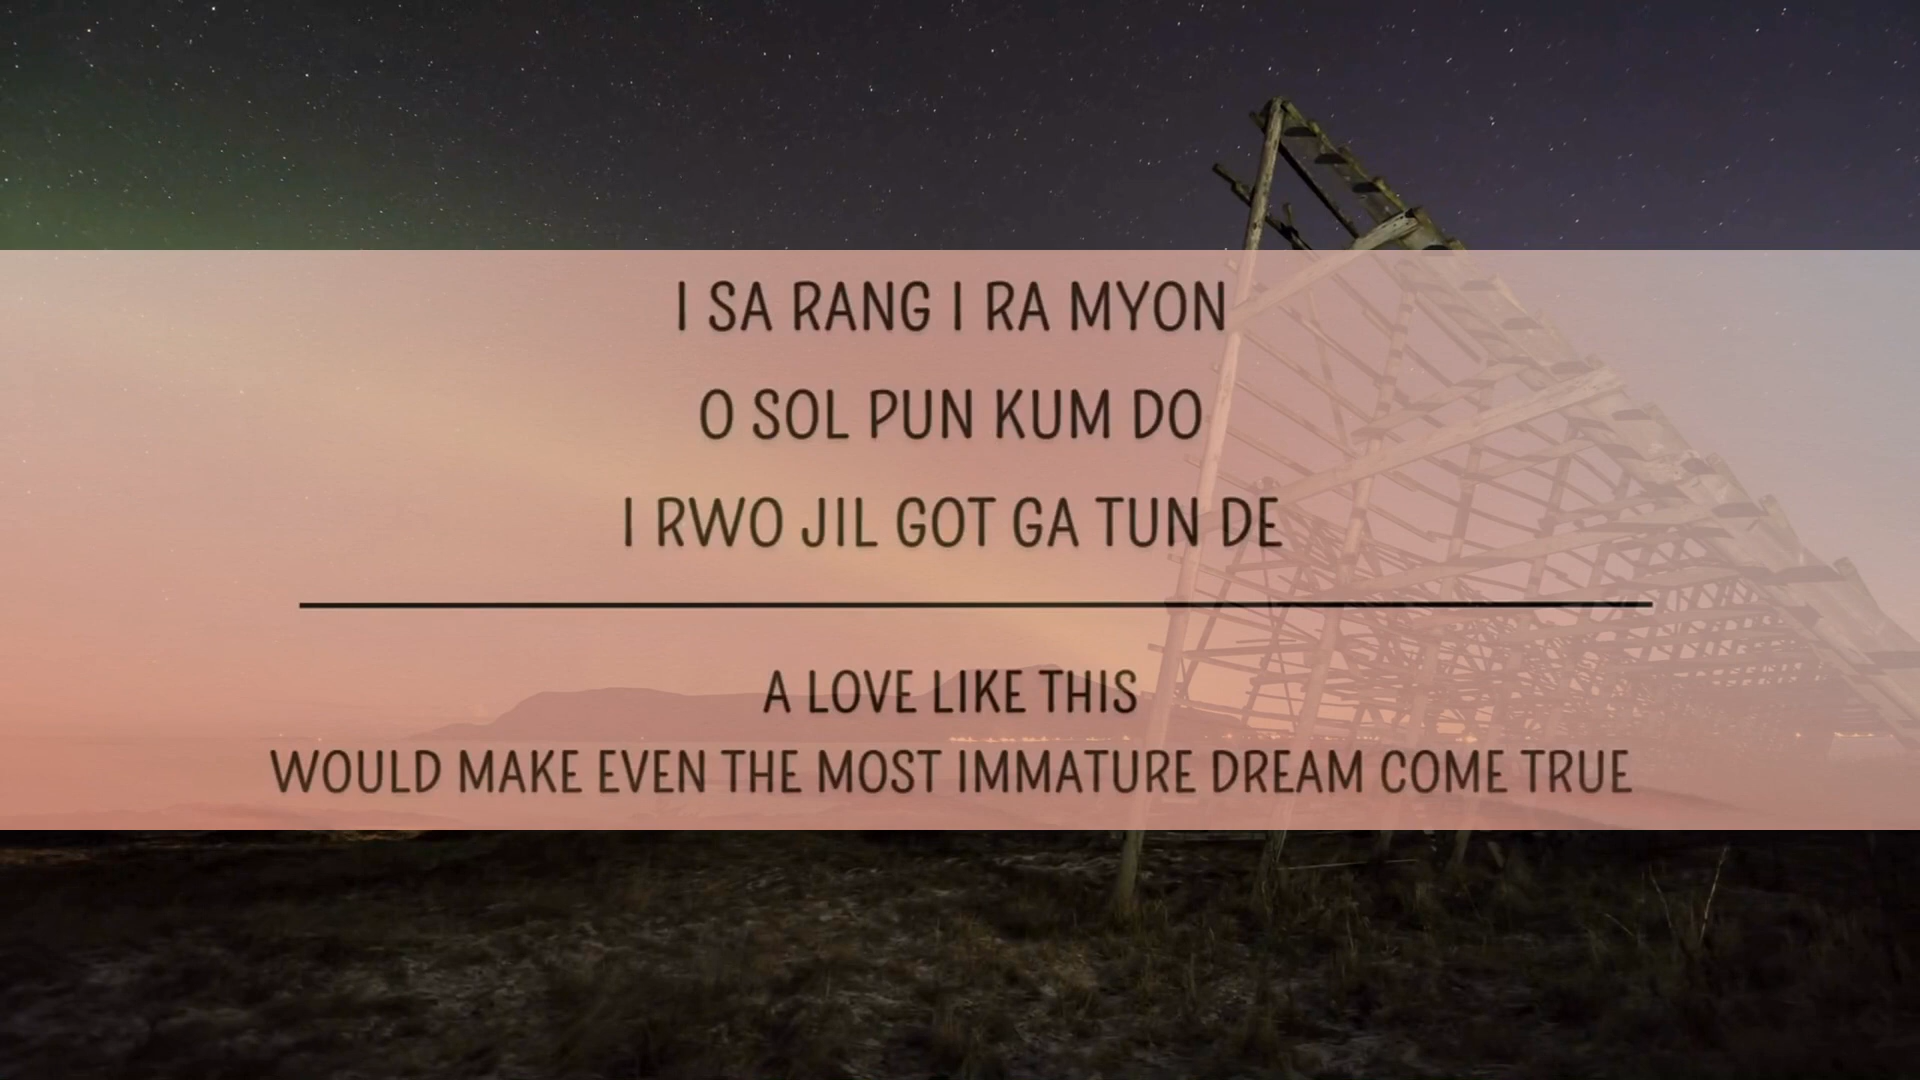 I SA RANG I RA MYON
O SOL PUN KUM DO
I RWO JIL GOT GA TUN DE
A LOVE LIKE THIS
WOULD MAKE EVEN THE MOST IMMATURE DREAM COME TRUE